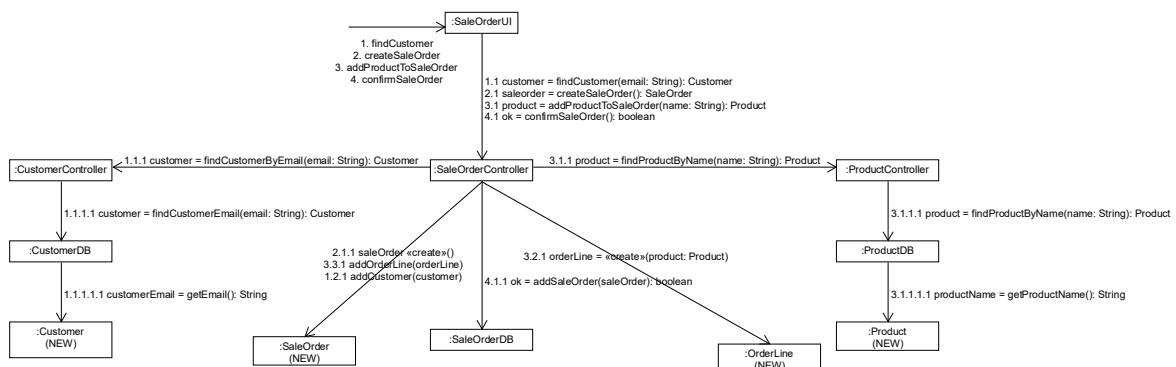 :SaleOrderUI
1. findCustomer
2. createSaleOrder
3. addProductToSaleOrder
4. confirmSaleOrder
1.1 customer = findCustomer(email: String): Customer
2.1 saleorder = createSaleOrder(): SaleOrder
3.1 product = addProductToSaleOrder(name: String): Product
4.1 ok = confirmSaleOrder(): boolean
:CustomerController
1.1.1 customer = findCustomerByEmail(email: String): Customer
:SaleOrderController
3.1.1 product = findProductByName(name: String): Product
:ProductController
1.1.1.1 customer = findCustomerEmail(email: String): Customer
3.1.1.1 product = findProductByName(name: String): Product
:CustomerDB
:ProductDB
2.1.1 saleOrder «create»()
3.3.1 addOrderLine(orderLine)
1.2.1 addCustomer(customer)
3.2.1 orderLine = «create»(product: Product)
4.1.1 ok = addSaleOrder(saleOrder): boolean
1.1.1.1.1 customerEmail = getEmail(): String
3.1.1.1.1 productName = getProductName(): String
:Customer
(NEW)
:SaleOrder
(NEW)
:SaleOrderDB
:OrderLine
(NEW)
:Product
(NEW)